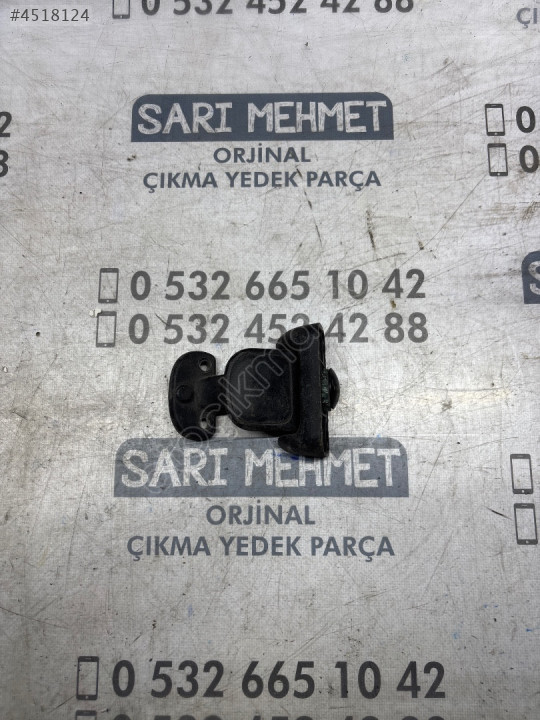 #4518124
0 532 452 42 88
SARI MEHMET
ORJİNAL
ÇIKMA YEDEK PARÇA
0 532 665 10 42
0 532 452 42 88
SARI MEHMET
ORJİNAL
ÇIKMA YEDEK PARÇA
0 532 665 10 42